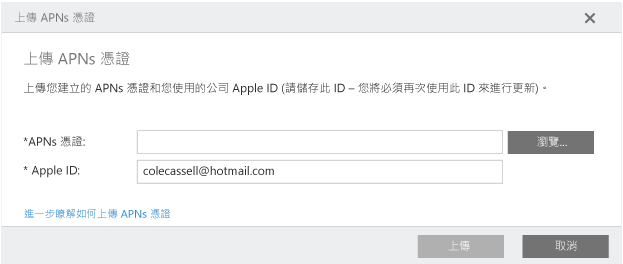 上傳 APNs 憑證
上傳 APNs 憑證
上傳您建立的 APNs 憑證和您使用的公司 Apple ID (請儲存此 ID – 您將必須再次使用此 ID 來進行更新)。
*APNs 憑證:
瀏覽...
* Apple ID:
colecassell@hotmail.com
進一步瞭解如何上傳 APNs 憑證
上傳
取消